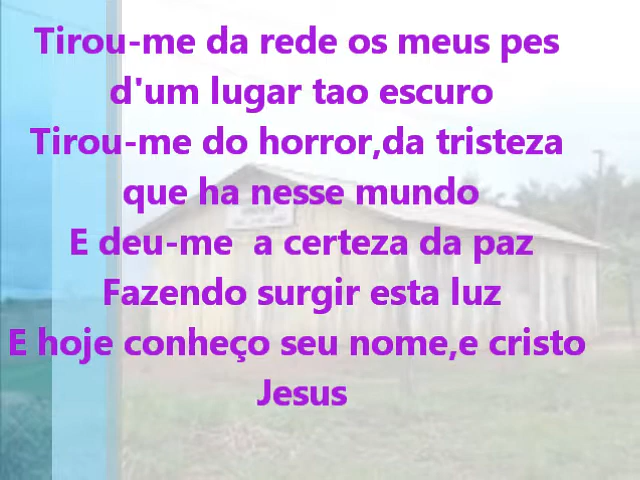 Tirou-me da rede os meus pes
d'um lugar tao escuro
Tirou-me do horror,da tristeza
que ha nesse mundo
E deu-me  a certeza da paz
Fazendo surgir esta luz
E hoje conheço seu nome,e cristo
Jesus